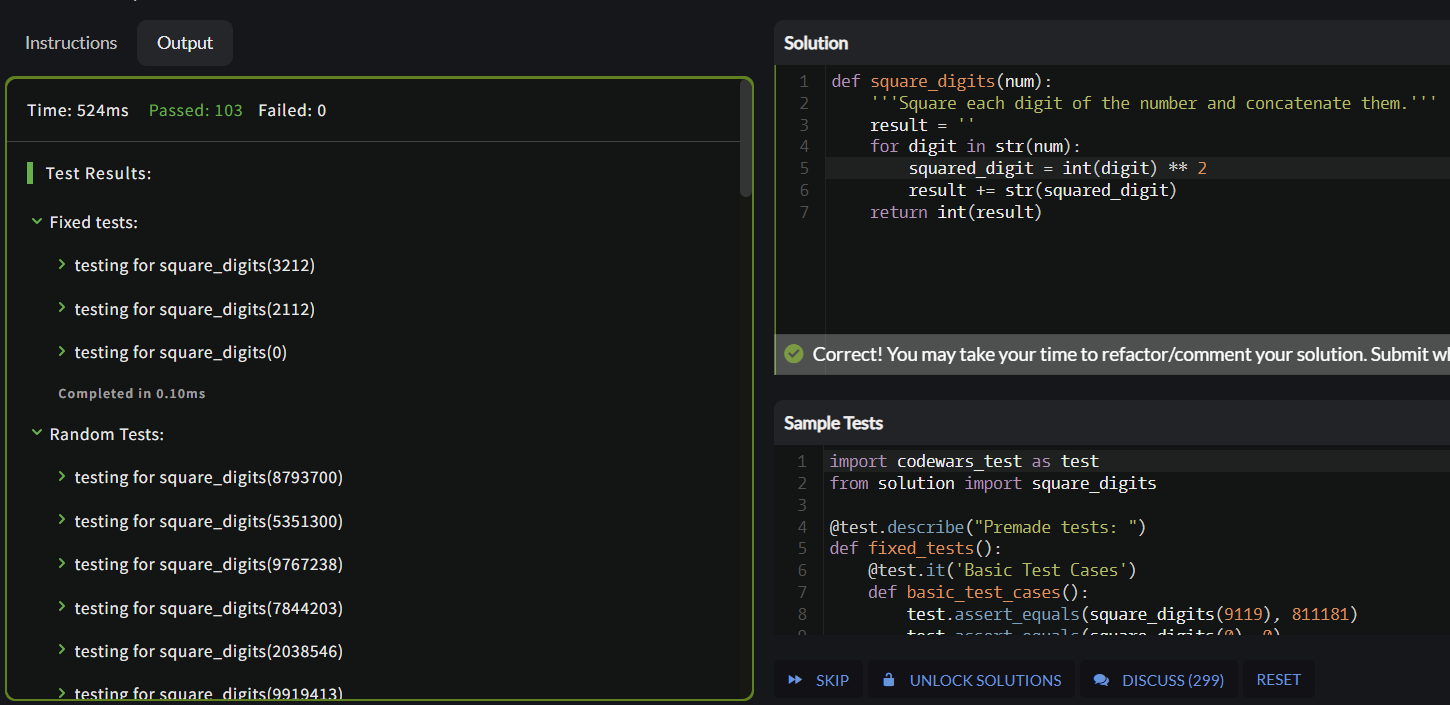 Instructions
Output
Time: 524ms Passed: 103 Failed: 0
Test Results:
Fixed tests:
testing for square_digits(3212)
testing for square_digits(2112)
testing for square_digits(0)
Completed in 0.10ms
Random Tests:
testing for square_digits(8793700)
testing for square_digits(5351300)
testing for square_digits(9767238)
testing for square_digits(7844203)
testing for square_digits(2038546)
testing for square_digits(9919413)
Solution
1 def square_digits(num):
2     '''Square each digit of the number and concatenate them.'''
3     result = ''
4     for digit in str(num):
5         squared_digit = int(digit) ** 2
6         result += str(squared_digit)
7     return int(result)
Correct! You may take your time to refactor/comment your solution. Submit
Sample Tests
1 import codewars_test as test
2 from solution import square_digits
3
4 @test.describe("Premade tests: ")
5 def fixed_tests():
6     @test.it('Basic Test Cases')
7     def basic_test_cases():
8         test.assert_equals(square_digits(9119), 811181)
9         test.assert_equals(square_digits(0), 0)
SKIP
UNLOCK SOLUTIONS
DISCUSS (299)
RESET